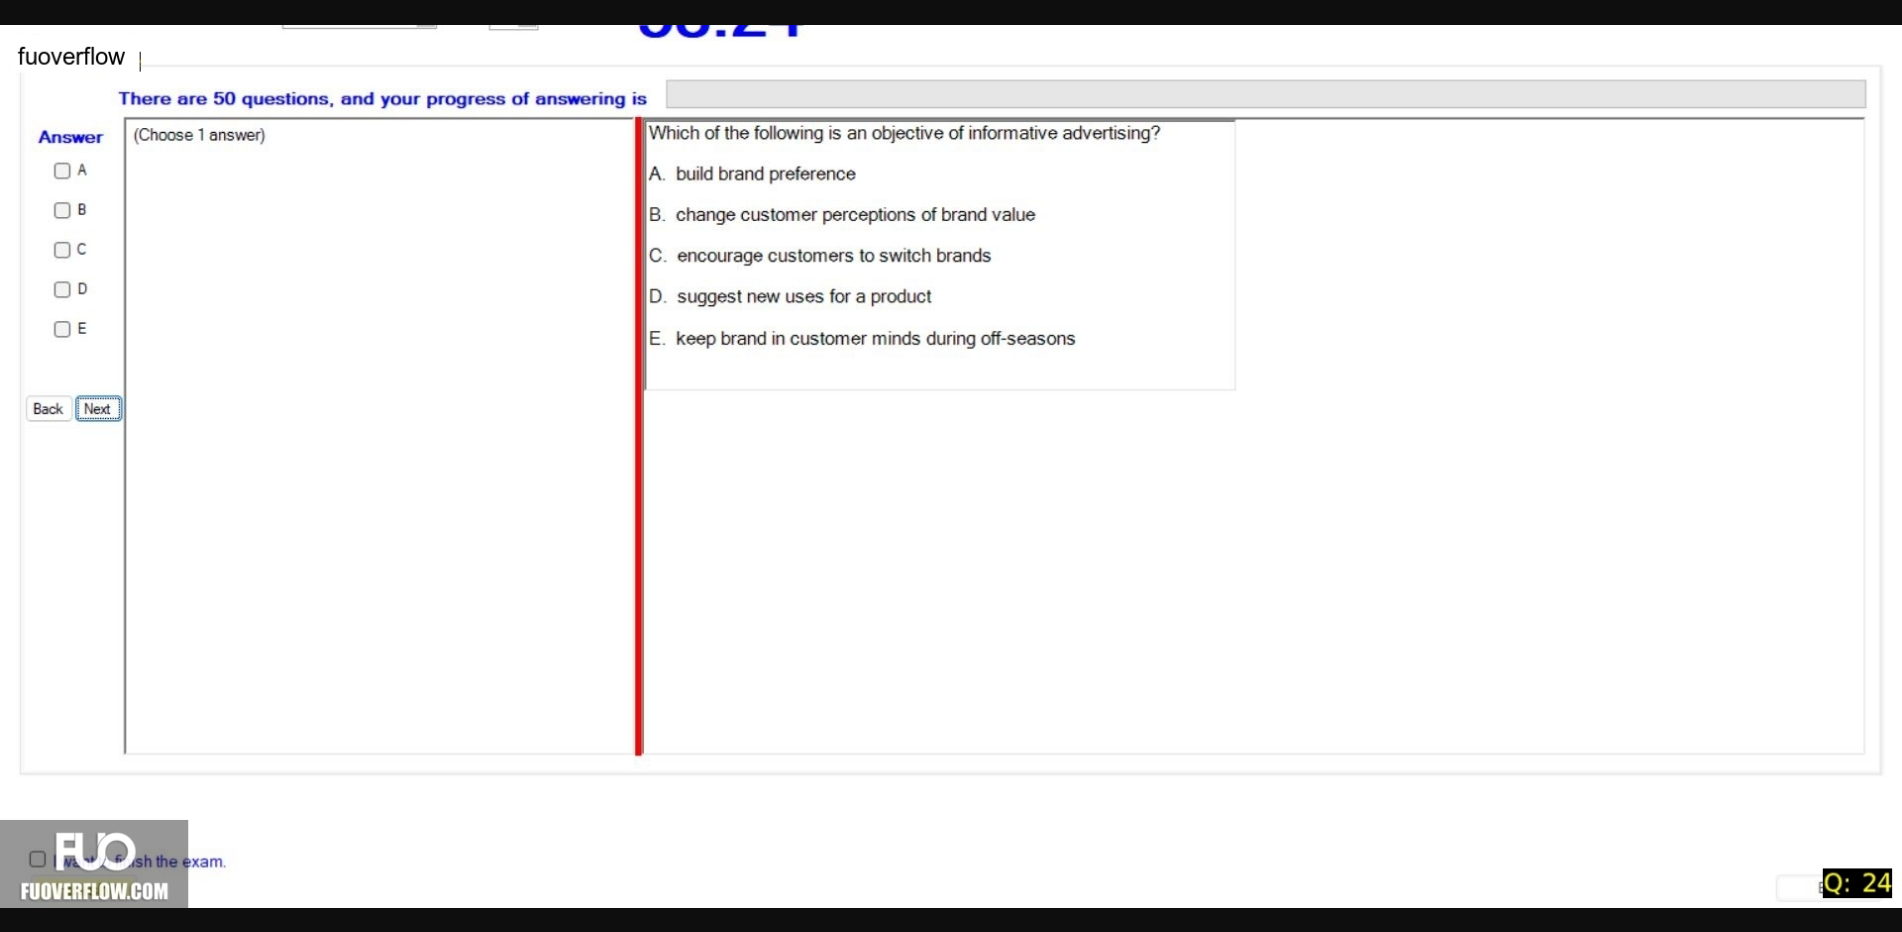 fuoverflow
There are 50 questions, and your progress of answering is
Answer
(Choose 1 answer)
A
B
C
D
E
Back Next
Which of the following is an objective of informative advertising?
A. build brand preference
B. change customer perceptions of brand value
C. encourage customers to switch brands
D. suggest new uses for a product
E. keep brand in customer minds during off-seasons
FUO
the exam.
FUOVERFLOW.COM
Q: 24